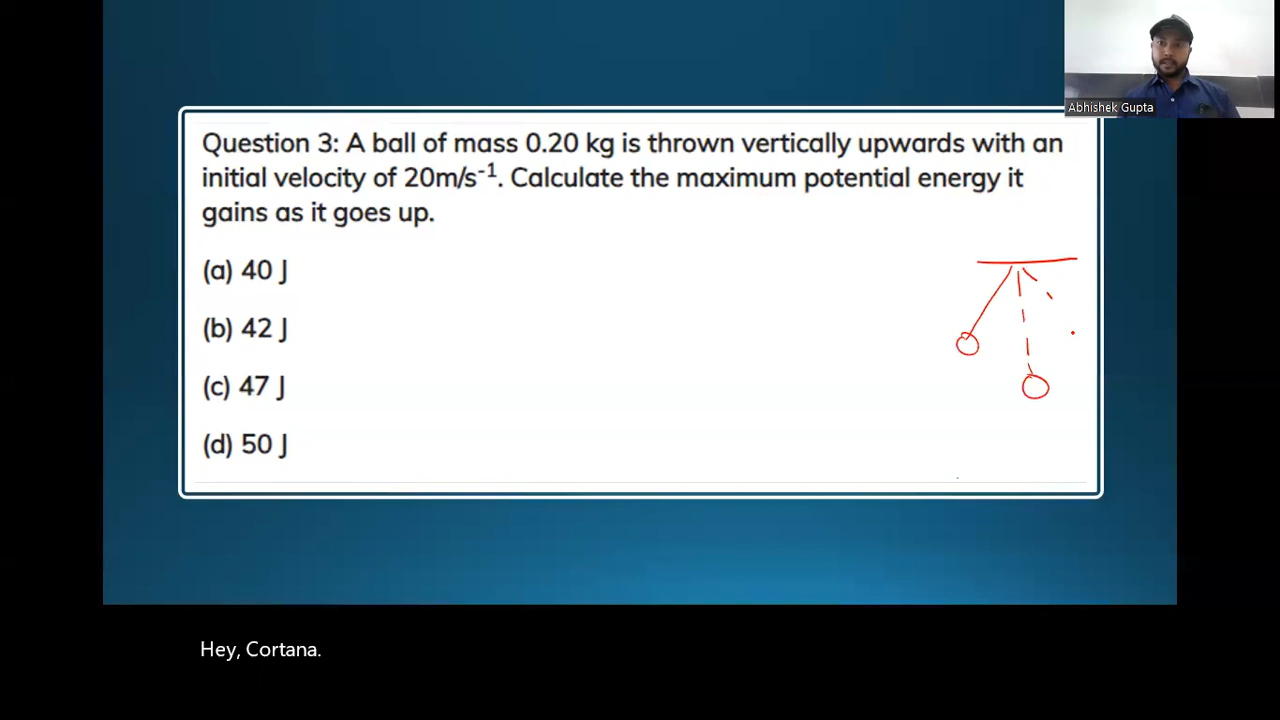 Abhishek Gupta
Question 3: A ball of mass 0.20 kg is thrown vertically upwards with an
initial velocity of 20m/s⁻¹. Calculate the maximum potential energy it
gains as it goes up.
(a) 40 J
(b) 42 J
(c) 47 J
(d) 50 J
Hey, Cortana.